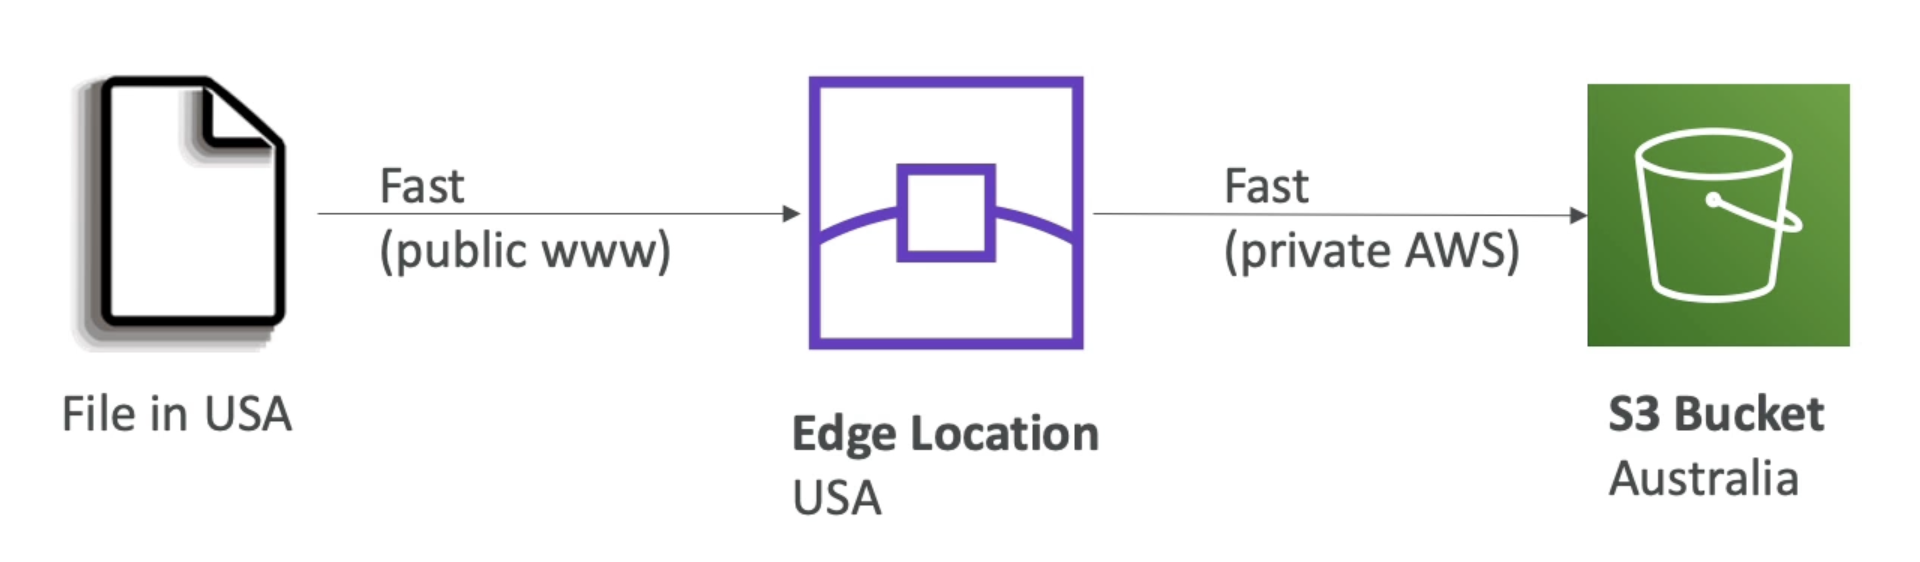 Fast
(public www)
Fast
(private AWS)
File in USA
Edge Location
USA
S3 Bucket
Australia